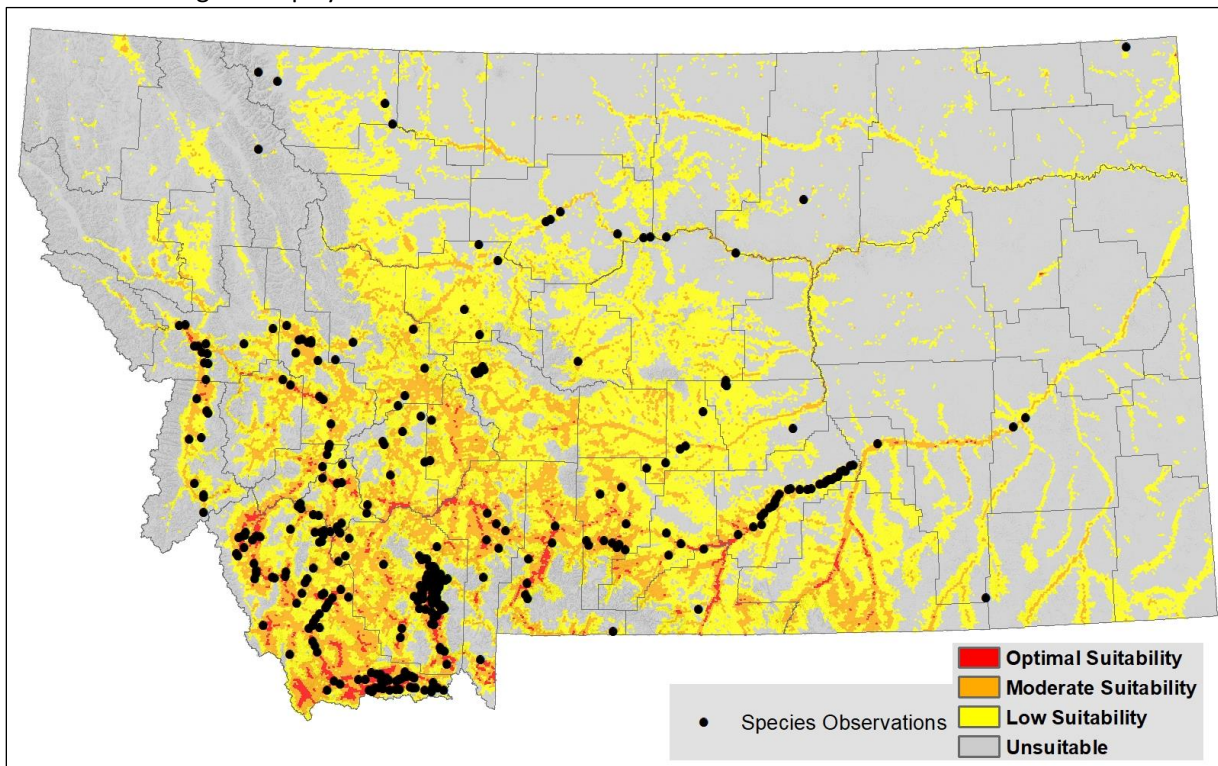 Optimal Suitability
Moderate Suitability
Species Observations
Low Suitability
Unsuitable